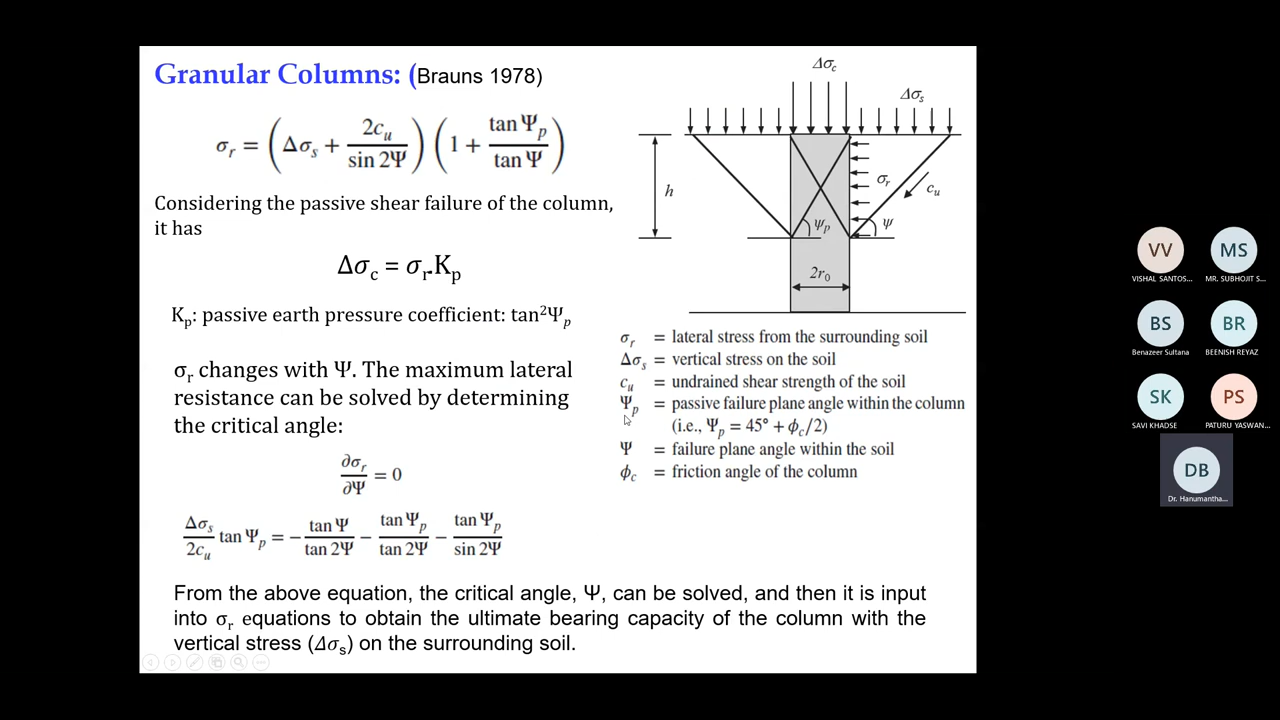 Granular Columns: (Brauns 1978)
σr = (Δσs + 2cu / sin 2Ψ) (1 + tan Ψp / tan Ψ)
Considering the passive shear failure of the column,
it has
Δσc = σr.Kp
Kp: passive earth pressure coefficient: tan²Ψp
σr changes with Ψ. The maximum lateral
resistance can be solved by determining
the critical angle:
∂σr / ∂Ψ = 0
Δσs / 2cu tan Ψp = − tan Ψ / tan 2Ψ − tan Ψp / tan 2Ψ − tan Ψp / sin 2Ψ
From the above equation, the critical angle, Ψ, can be solved, and then it is input
into σr equations to obtain the ultimate bearing capacity of the column with the
vertical stress (Δσs) on the surrounding soil.
Δσc
Δσs
h
σr
cu
Ψp
Ψ
2r0
σr = lateral stress from the surrounding soil
Δσs = vertical stress on the soil
cu = undrained shear strength of the soil
Ψp = passive failure plane angle within the column
(i.e., Ψp = 45° + ϕc/2)
Ψ = failure plane angle within the soil
ϕc = friction angle of the column
VV
MS
VISHAL SANTOS...
MR. SUBHOJIT S...
BS
BR
Benazeer Sultana
BEENISH REYAZ
SK
PS
SAVI KHADSE
PATURU YASWAN...
DB
Dr. Hanumantha...